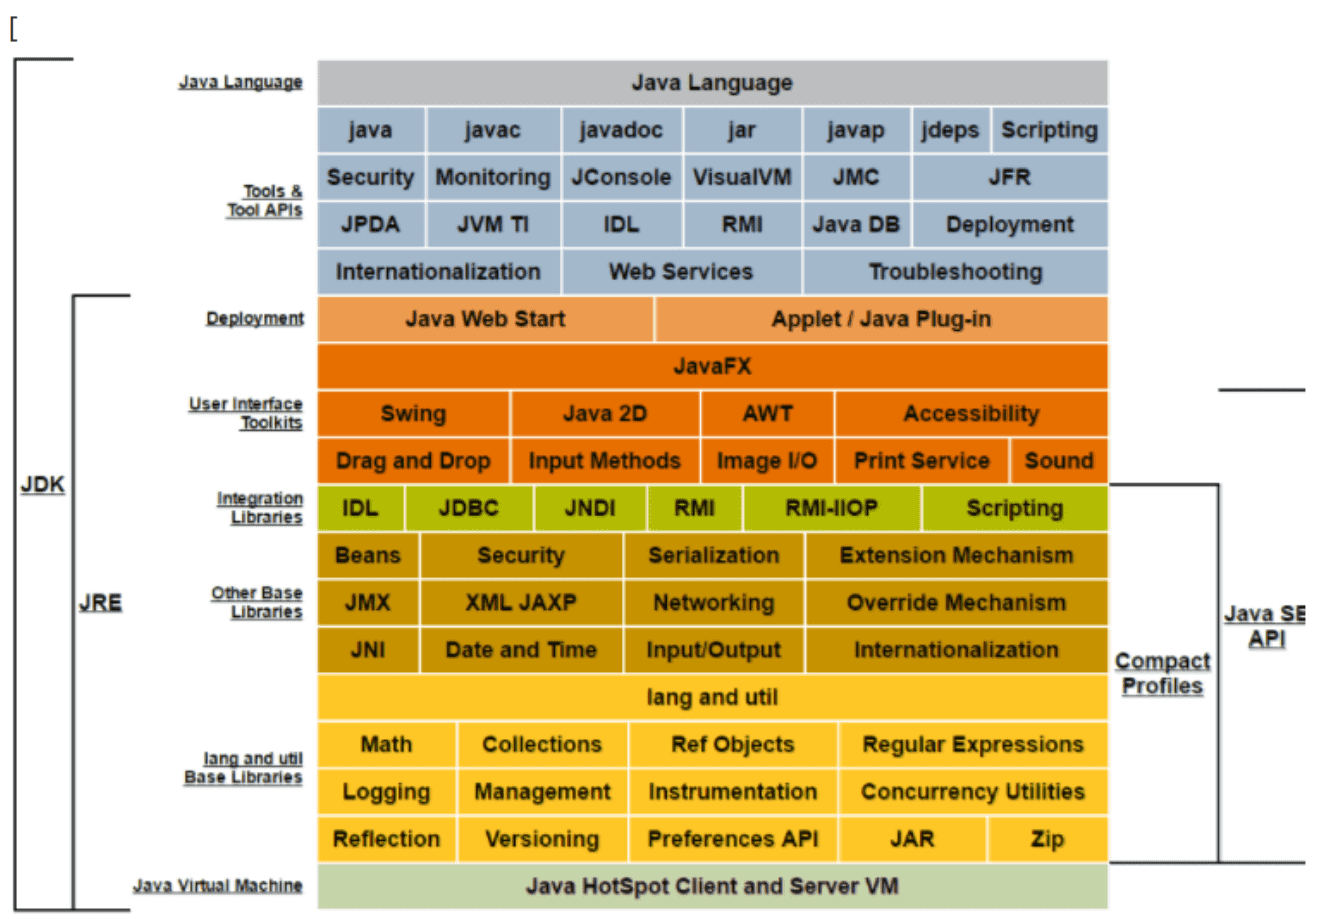 [
Java Language Java Language
java javac javadoc jar javap jdeps Scripting
Security Monitoring JConsole VisualVM JMC JFR
Tools &
Tool APIs
JPDA JVM TI IDL RMI Java DB Deployment
Internationalization Web Services Troubleshooting
Deployment Java Web Start Applet / Java Plug-in
JavaFX
User Interface
Toolkits
Swing Java 2D AWT Accessibility
Drag and Drop Input Methods Image I/O Print Service Sound
JDK
Integration
Libraries
IDL JDBC JNDI RMI RMI-IIOP Scripting
Beans Security Serialization Extension Mechanism
JRE
Other Base
Libraries
JMX XML JAXP Networking Override Mechanism
Java SE
API
JNI Date and Time Input/Output Internationalization
Compact
Profiles
lang and util
Math Collections Ref Objects Regular Expressions
lang and util
Base Libraries
Logging Management Instrumentation Concurrency Utilities
Reflection Versioning Preferences API JAR Zip
Java Virtual Machine Java HotSpot Client and Server VM